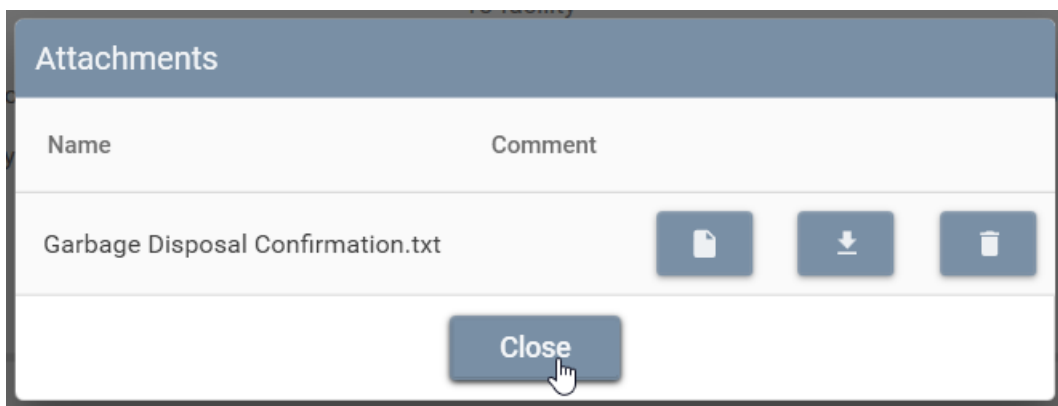 Attachments
Name Comment
Garbage Disposal Confirmation.txt
Close